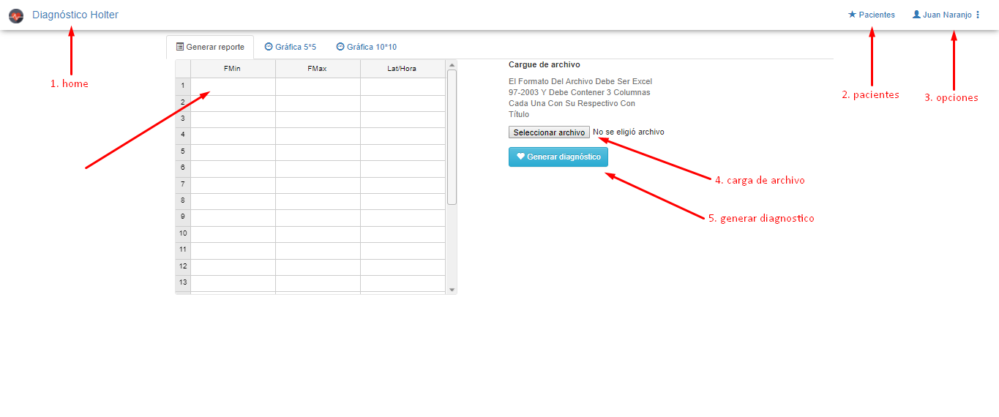 Diagnóstico Holter
Pacientes
Juan Naranjo
1. home
2. pacientes
3. opciones
Generar reporte
Gráfica 5*5
Gráfica 10*10
FMin
FMax
Lat/Hora
1
2
3
4
5
6
7
8
9
10
11
12
13
Cargue de archivo
El Formato Del Archivo Debe Ser Excel
97-2003 Y Debe Contener 3 Columnas
Cada Una Con Su Respectivo Con
Título
Seleccionar archivo No se eligió archivo
Generar diagnóstico
4. carga de archivo
5. generar diagnostico